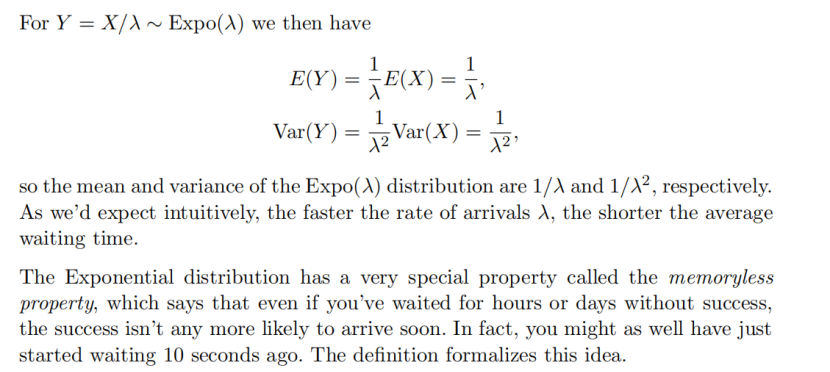 For Y = X/λ ∼ Expo(λ) we then have
E(Y) = 1/λ E(X) = 1/λ,
Var(Y) = 1/λ² Var(X) = 1/λ²,
so the mean and variance of the Expo(λ) distribution are 1/λ and 1/λ², respectively.
As we'd expect intuitively, the faster the rate of arrivals λ, the shorter the average
waiting time.
The Exponential distribution has a very special property called the memoryless
property, which says that even if you've waited for hours or days without success,
the success isn't any more likely to arrive soon. In fact, you might as well have just
started waiting 10 seconds ago. The definition formalizes this idea.